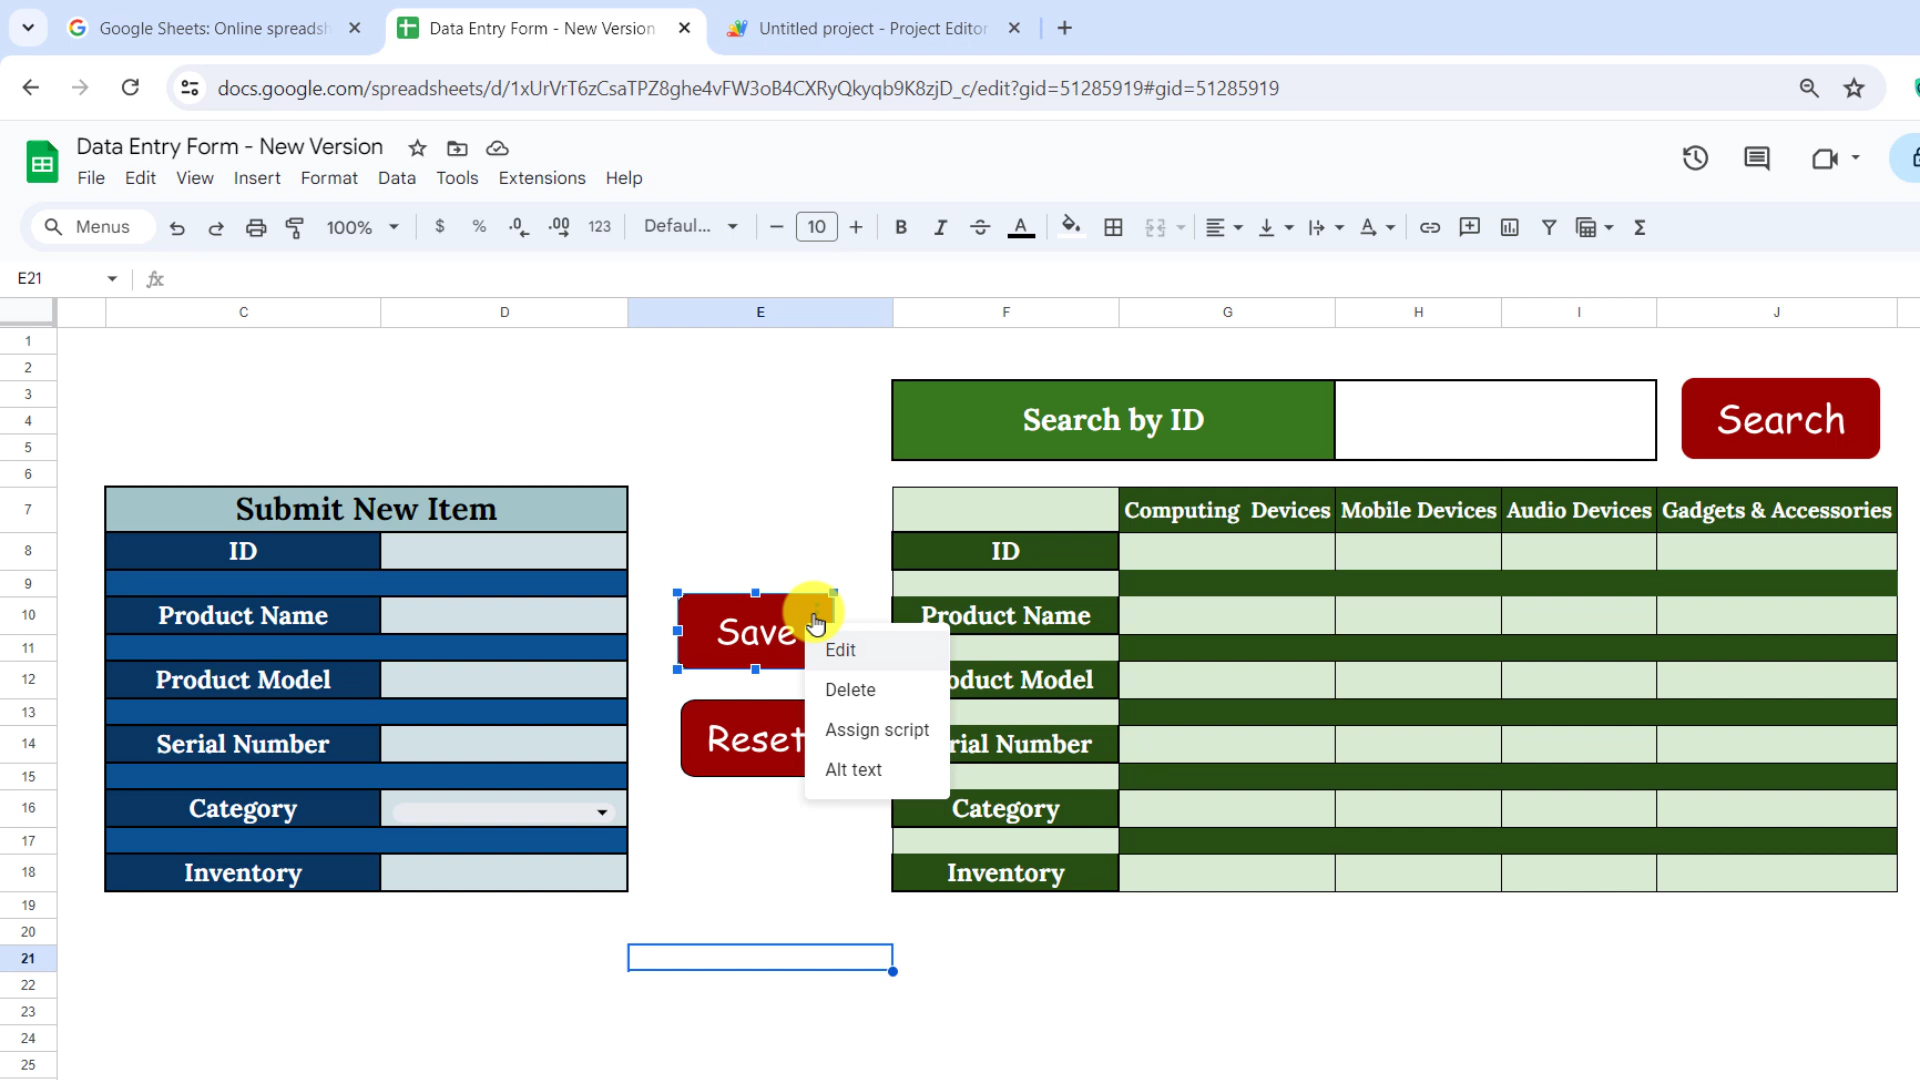 Google Sheets: Online spreadsh
Data Entry Form - New Version
Untitled project - Project Editor
docs.google.com/spreadsheets/d/1xUrVrT6zCsaTPZ8ghe4vFW3oB4CXRyQkyqb9K8zjD_c/edit?gid=51285919#gid=51285919
Data Entry Form - New Version
File Edit View Insert Format Data Tools Extensions Help
Menus 100% $ % .0 .00 123 Defaul... 10 B I A
E21 fx
C D E F G H I J
1
2
3
4 Search by ID Search
5
6
7 Submit New Item Computing Devices Mobile Devices Audio Devices Gadgets & Accessories
8 ID ID
9
10 Product Name Save Product Name
11 Edit
12 Product Model Delete oduct Model
13
14 Serial Number Reset Assign script rial Number
15 Alt text
16 Category Category
17
18 Inventory Inventory
19
20
21
22
23
24
25